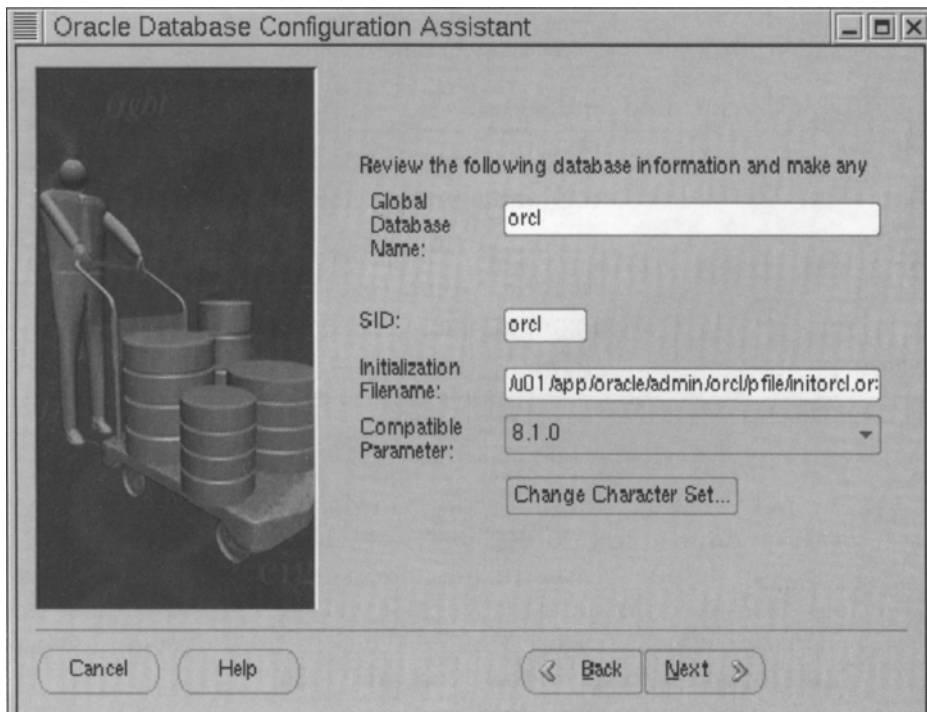 Oracle Database Configuration Assistant
Review the following database information and make any
Global
Database
Name:
orcl
SID:
orcl
Initialization
Filename:
/u01/app/oracle/admin/orcl/pfile/initorcl.or
Compatible
Parameter:
8.1.0
Change Character Set...
Cancel
Help
Back
Next